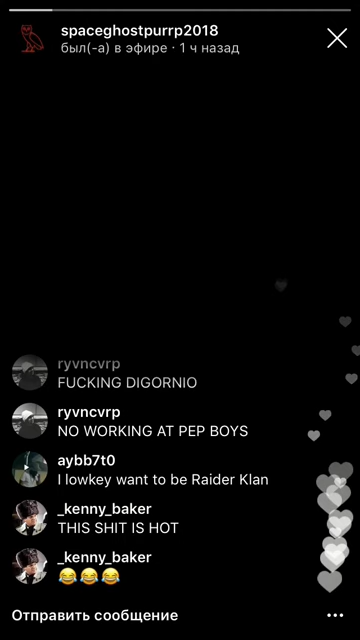 spaceghostpurrp2018
был(-а) в эфире · 1 ч назад
ryvncvrp
FUCKING DIGORNIO
ryvncvrp
NO WORKING AT PEP BOYS
aybb7t0
I lowkey want to be Raider Klan
_kenny_baker
THIS SHIT IS HOT
_kenny_baker
😂😂😂
Отправить сообщение